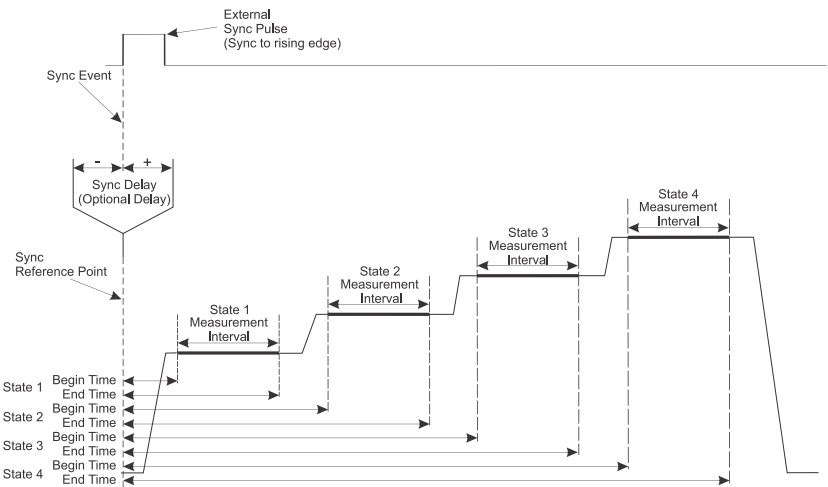 External
Sync Pulse
(Sync to rising edge)
Sync Event
- +
Sync Delay
(Optional Delay)
Sync
Reference Point
State 4
Measurement
Interval
State 3
Measurement
Interval
State 2
Measurement
Interval
State 1
Measurement
Interval
State 1
Begin Time
End Time
State 2
Begin Time
End Time
State 3
Begin Time
End Time
State 4
Begin Time
End Time